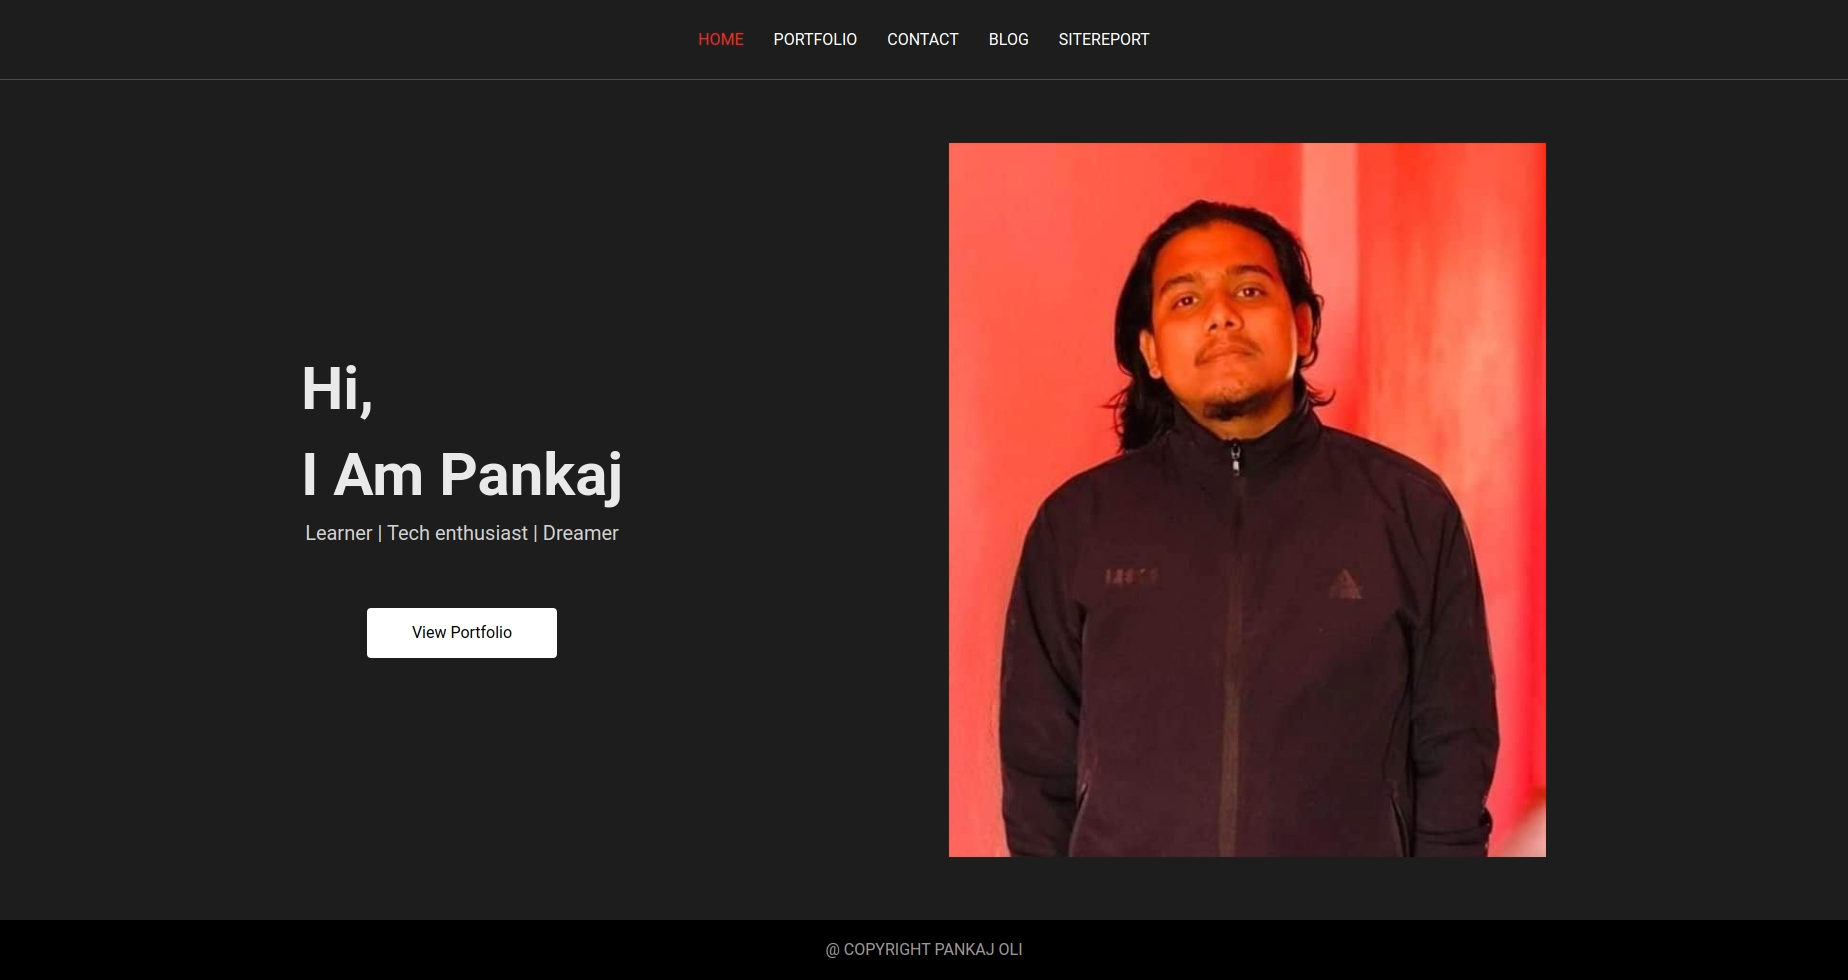 HOME PORTFOLIO CONTACT BLOG SITEREPORT
Hi,
I Am Pankaj
Learner | Tech enthusiast | Dreamer
View Portfolio
@ COPYRIGHT PANKAJ OLI